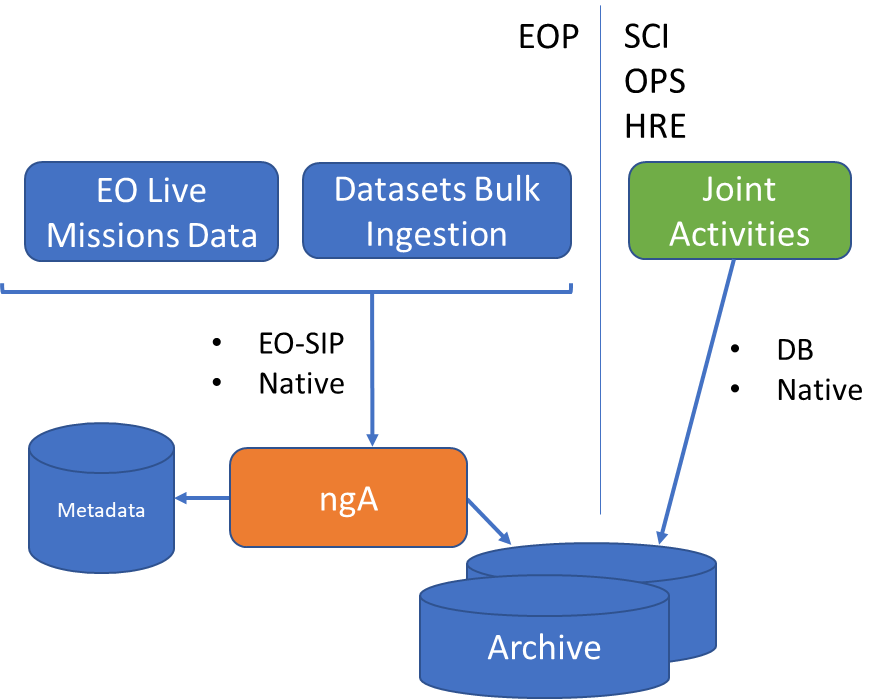 EOP
SCI
OPS
HRE
EO Live
Missions Data
Datasets Bulk
Ingestion
Joint
Activities
• EO-SIP
• Native
• DB
• Native
Metadata
ngA
Archive